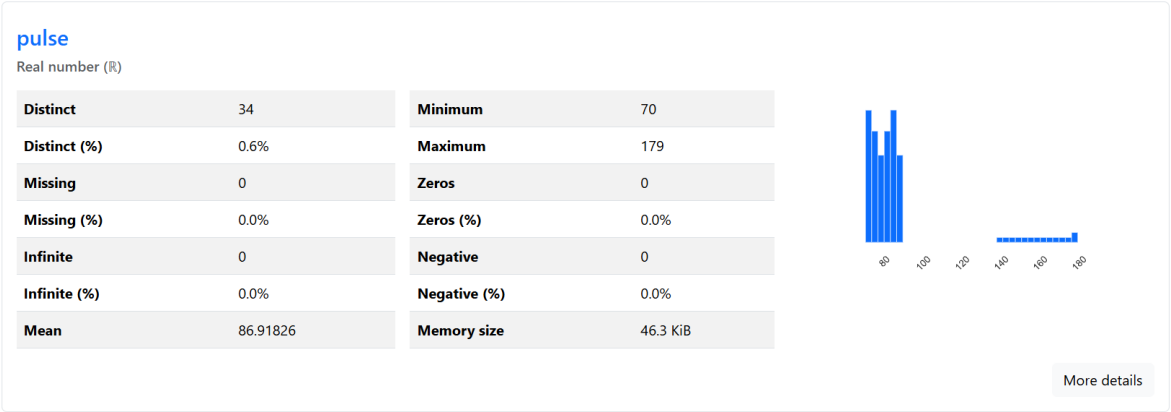 pulse
Real number (ℝ)
Distinct 34 Minimum 70
Distinct (%) 0.6% Maximum 179
Missing 0 Zeros 0
Missing (%) 0.0% Zeros (%) 0.0%
Infinite 0 Negative 0
Infinite (%) 0.0% Negative (%) 0.0%
Mean 86.91826 Memory size 46.3 KiB
80 100 120 140 160 180
More details